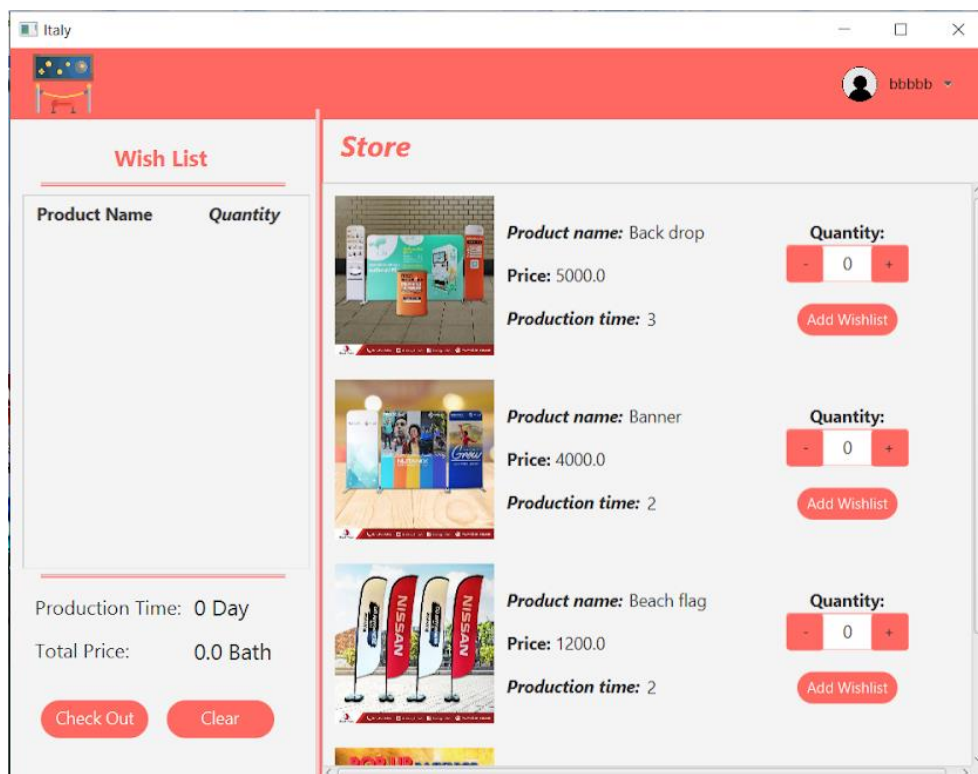 Italy
bbbbb
Wish List
Product Name Quantity
Production Time: 0 Day
Total Price: 0.0 Bath
Check Out Clear
Store
Product name: Back drop
Price: 5000.0
Production time: 3
Quantity:
- 0 +
Add Wishlist
Product name: Banner
Price: 4000.0
Production time: 2
Quantity:
- 0 +
Add Wishlist
Grow
NISSAN
NISSAN
Product name: Beach flag
Price: 1200.0
Production time: 2
Quantity:
- 0 +
Add Wishlist